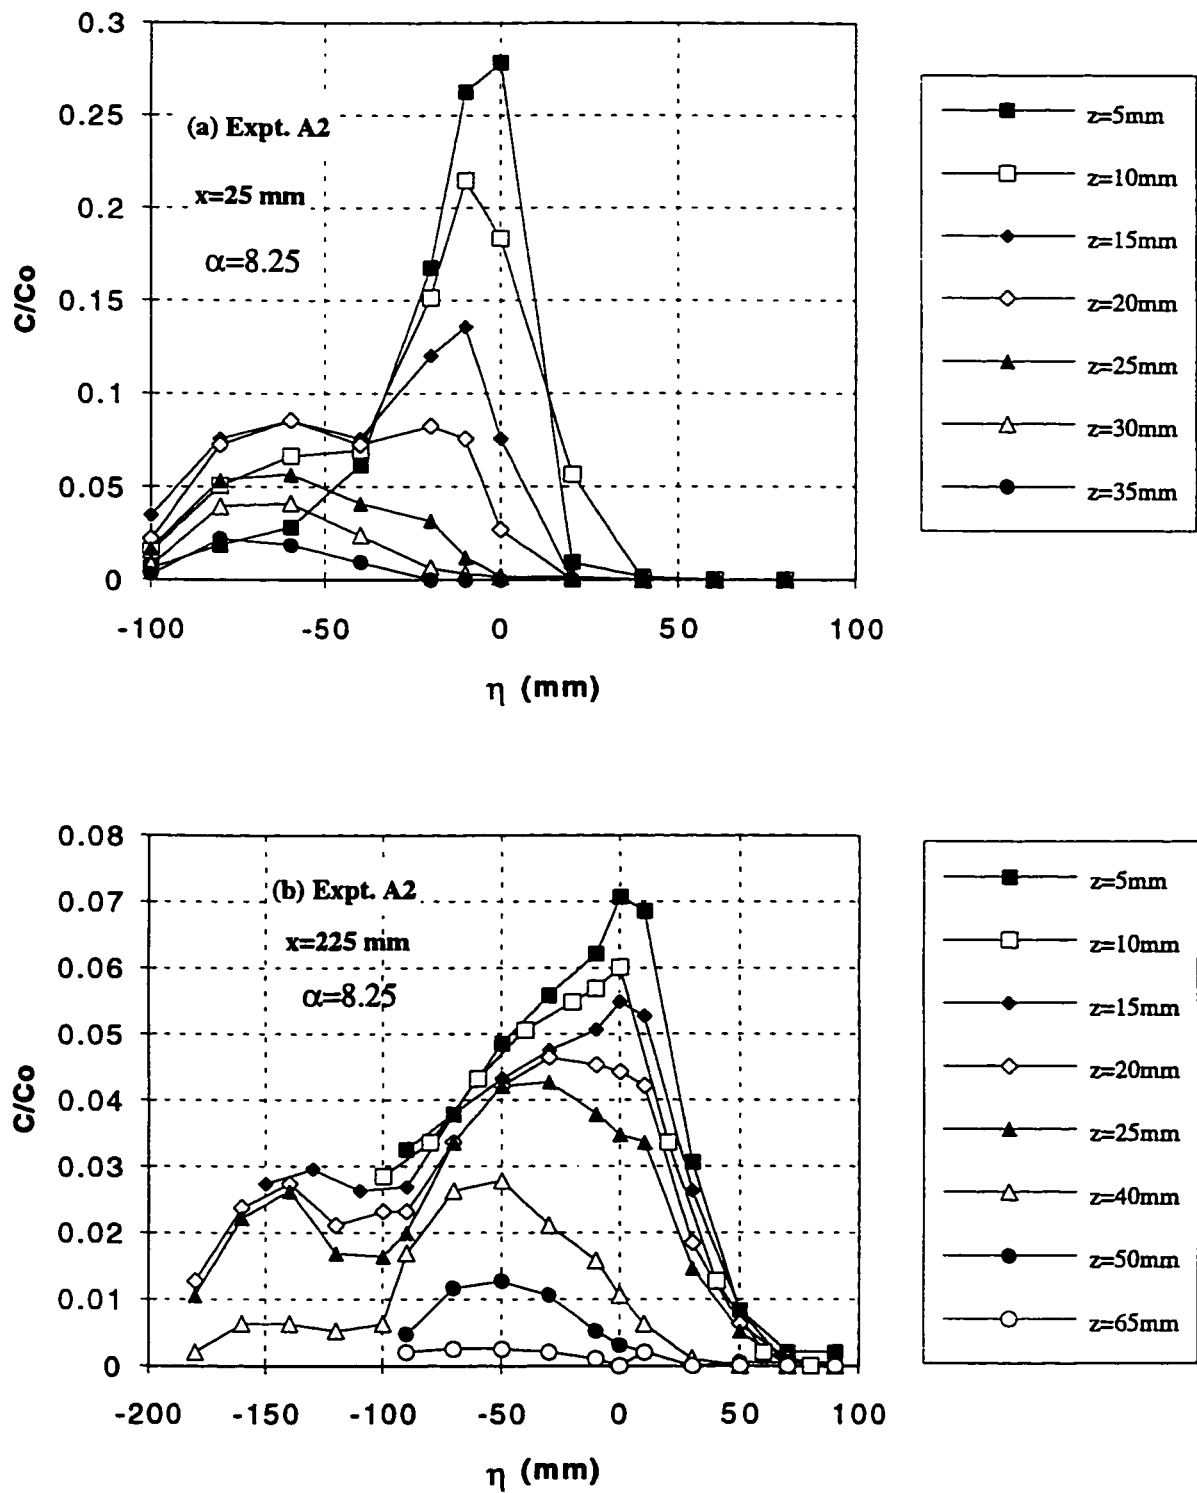 0.3
0.25
0.2
0.15
0.1
0.05
0
C/Co
(a) Expt. A2
x=25 mm
α=8.25
-100 -50 0 50 100
η (mm)
z=5mm
z=10mm
z=15mm
z=20mm
z=25mm
z=30mm
z=35mm
0.08
0.07
0.06
0.05
0.04
0.03
0.02
0.01
0
C/Co
(b) Expt. A2
x=225 mm
α=8.25
-200 -150 -100 -50 0 50 100
η (mm)
z=5mm
z=10mm
z=15mm
z=20mm
z=25mm
z=40mm
z=50mm
z=65mm